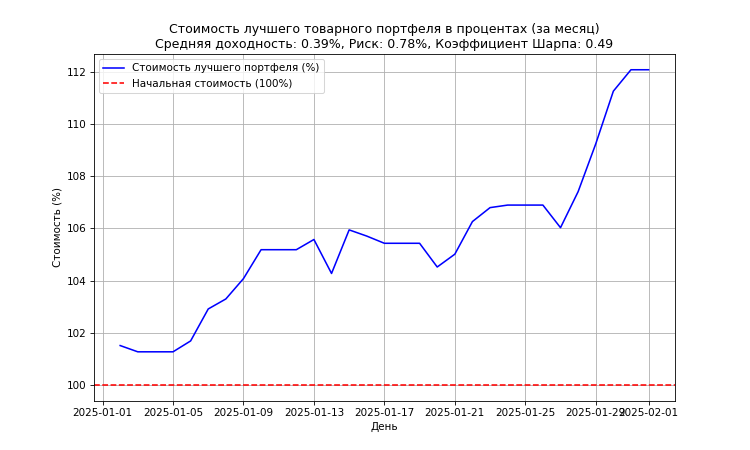 Стоимость лучшего товарного портфеля в процентах (за месяц)
Средняя доходность: 0.39%, Риск: 0.78%, Коэффициент Шарпа: 0.49
Стоимость лучшего портфеля (%)
Начальная стоимость (100%)
Стоимость (%)
112
110
108
106
104
102
100
2025-01-01 2025-01-05 2025-01-09 2025-01-13 2025-01-17 2025-01-21 2025-01-25 2025-01-29 2025-02-01
День